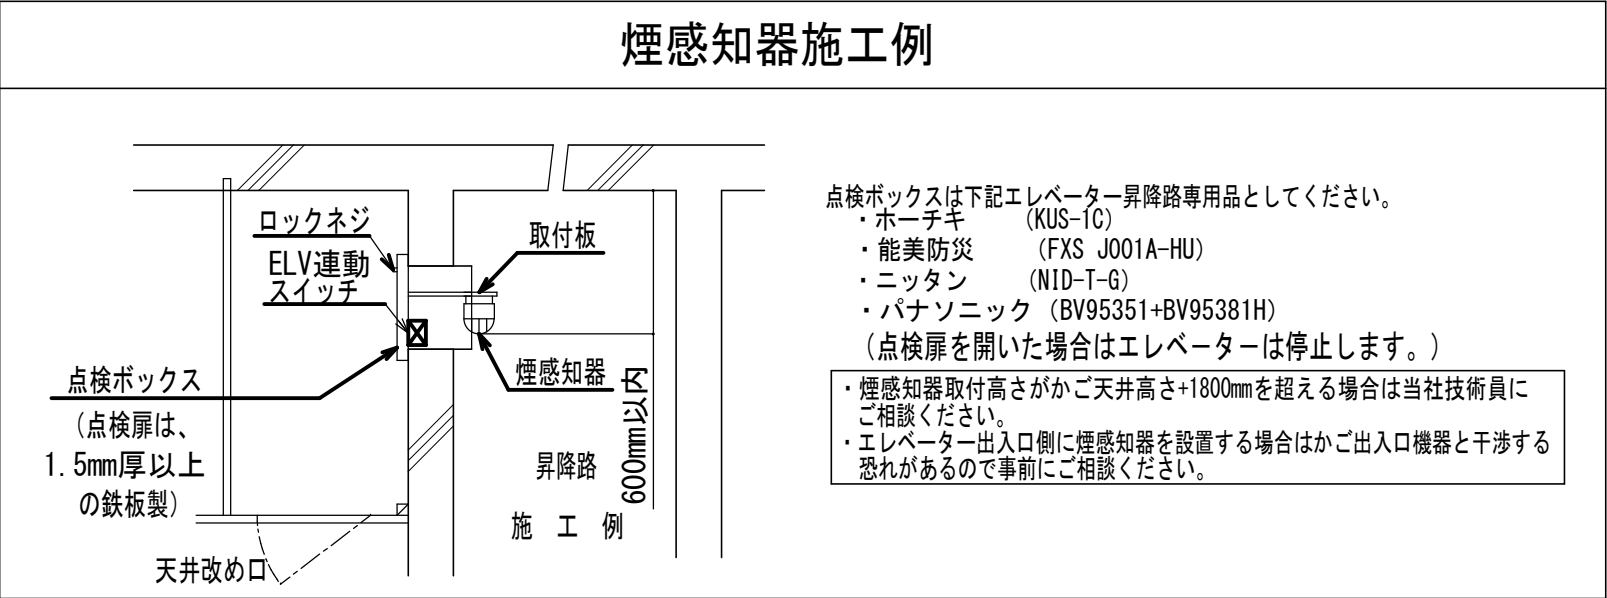 煙感知器施工例
ロックネジ
ELV連動
スイッチ
取付板
点検ボックス
(点検扉は、
1.5mm厚以上
の鉄板製)
煙感知器
600mm以内
昇降路
施 工 例
天井改め口
点検ボックスは下記エレベーター昇降路専用品としてください。
・ホーチキ (KUS-1C)
・能美防災 (FXS J001A-HU)
・ニッタン (NID-T-G)
・パナソニック (BV95351+BV95381H)
(点検扉を開いた場合はエレベーターは停止します。)
・煙感知器取付高さがかご天井高さ+1800mmを超える場合は当社技術員に
ご相談ください。
・エレベーター出入口側に煙感知器を設置する場合はかご出入口機器と干渉する
恐れがあるので事前にご相談ください。